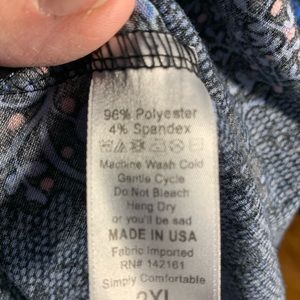 96% Polyester
4% Spandex
Machine Wash Cold
Gentle Cycle
Do Not Bleach
Hang Dry
or you'll be sad
MADE IN USA
Fabric Imported
RN# 142161
Simply Comfortable
2XL